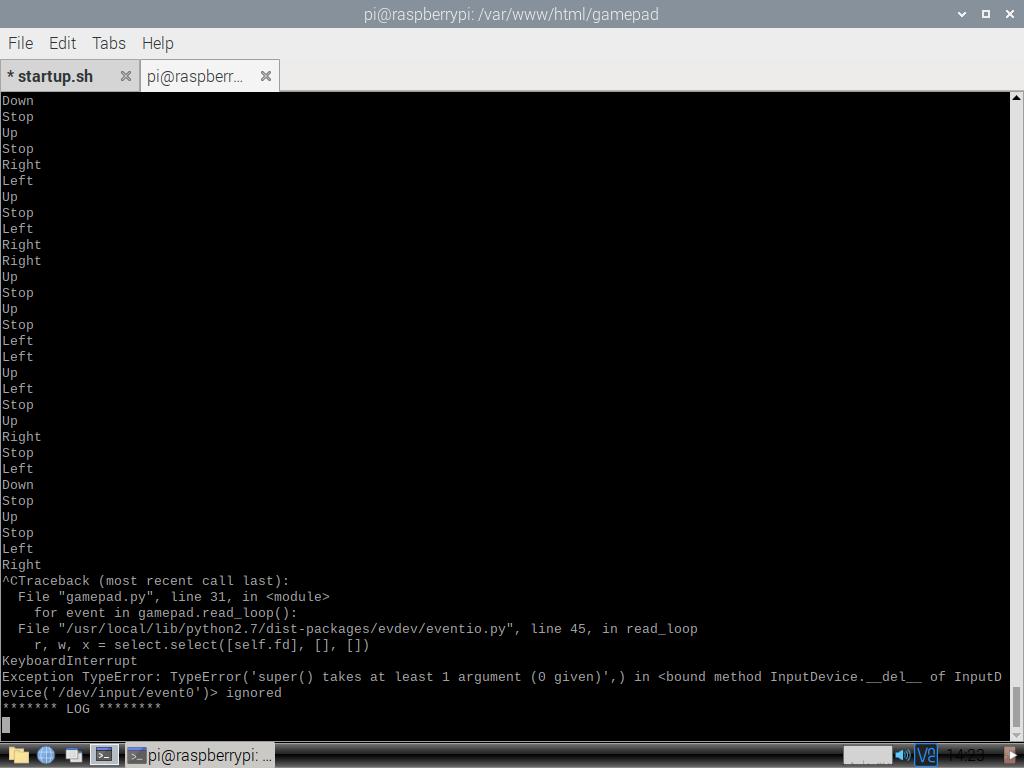 pi@raspberrypi: /var/www/html/gamepad
File Edit Tabs Help
* startup.sh pi@raspberr...
Down
Stop
Up
Stop
Right
Left
Up
Stop
Left
Right
Right
Up
Stop
Up
Stop
Left
Left
Up
Left
Stop
Up
Right
Stop
Left
Down
Stop
Up
Stop
Left
Right
^CTraceback (most recent call last):
  File "gamepad.py", line 31, in <module>
    for event in gamepad.read_loop():
  File "/usr/local/lib/python2.7/dist-packages/evdev/eventio.py", line 45, in read_loop
    r, w, x = select.select([self.fd], [], [])
KeyboardInterrupt
Exception TypeError: TypeError('super() takes at least 1 argument (0 given)',) in <bound method InputDevice.__del__ of InputD
evice('/dev/input/event0')> ignored
******* LOG ********
pi@raspberrypi: ... V2 14:23